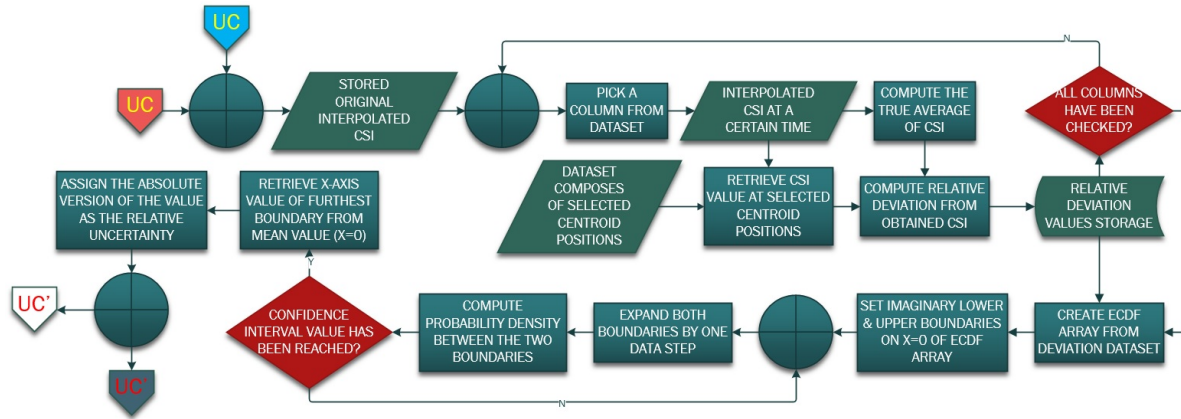 UC
UC
STORED
ORIGINAL
INTERPOLATED
CSI
PICK A
COLUMN FROM
DATASET
INTERPOLATED
CSI AT A
CERTAIN TIME
COMPUTE THE
TRUE AVERAGE
OF CSI
ALL COLUMNS
HAVE BEEN
CHECKED?
N
DATASET
COMPOSES
OF SELECTED
CENTROID
POSITIONS
RETRIEVE CSI
VALUE AT SELECTED
CENTROID
POSITIONS
COMPUTE RELATIVE
DEVIATION FROM
OBTAINED CSI
RELATIVE
DEVIATION
VALUES STORAGE
CREATE ECDF
ARRAY FROM
DEVIATION DATASET
SET IMAGINARY LOWER
& UPPER BOUNDARIES
ON X=0 OF ECDF
ARRAY
EXPAND BOTH
BOUNDARIES BY ONE
DATA STEP
COMPUTE
PROBABILITY DENSITY
BETWEEN THE TWO
BOUNDARIES
CONFIDENCE
INTERVAL VALUE HAS
BEEN REACHED?
N
Y
RETRIEVE X-AXIS
VALUE OF FURTHEST
BOUNDARY FROM
MEAN VALUE (X=0)
ASSIGN THE ABSOLUTE
VERSION OF THE VALUE
AS THE RELATIVE
UNCERTAINTY
UC'
UC'